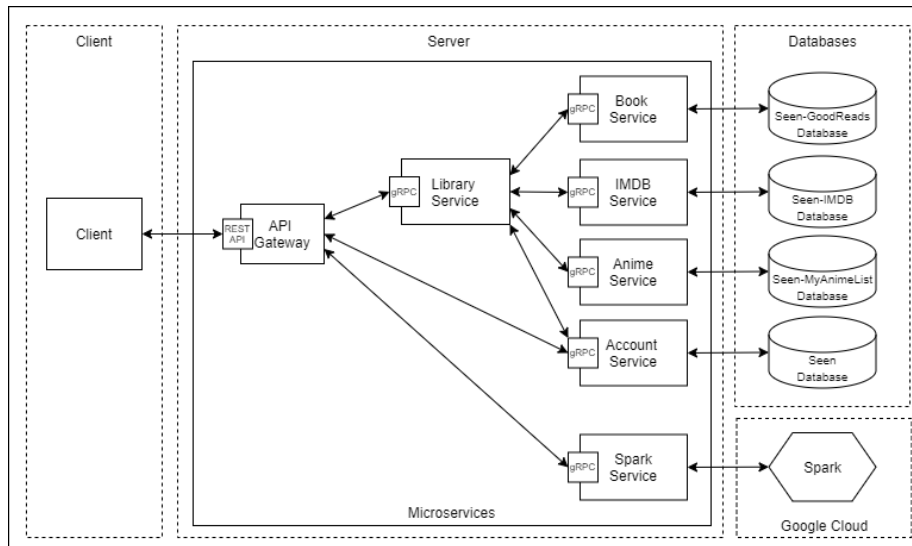 Client
Server
Databases
Client
REST
API
API
Gateway
gRPC
Library
Service
gRPC
Book
Service
gRPC
IMDB
Service
gRPC
Anime
Service
gRPC
Account
Service
gRPC
Spark
Service
Microservices
Seen-GoodReads
Database
Seen-IMDB
Database
Seen-MyAnimeList
Database
Seen
Database
Spark
Google Cloud